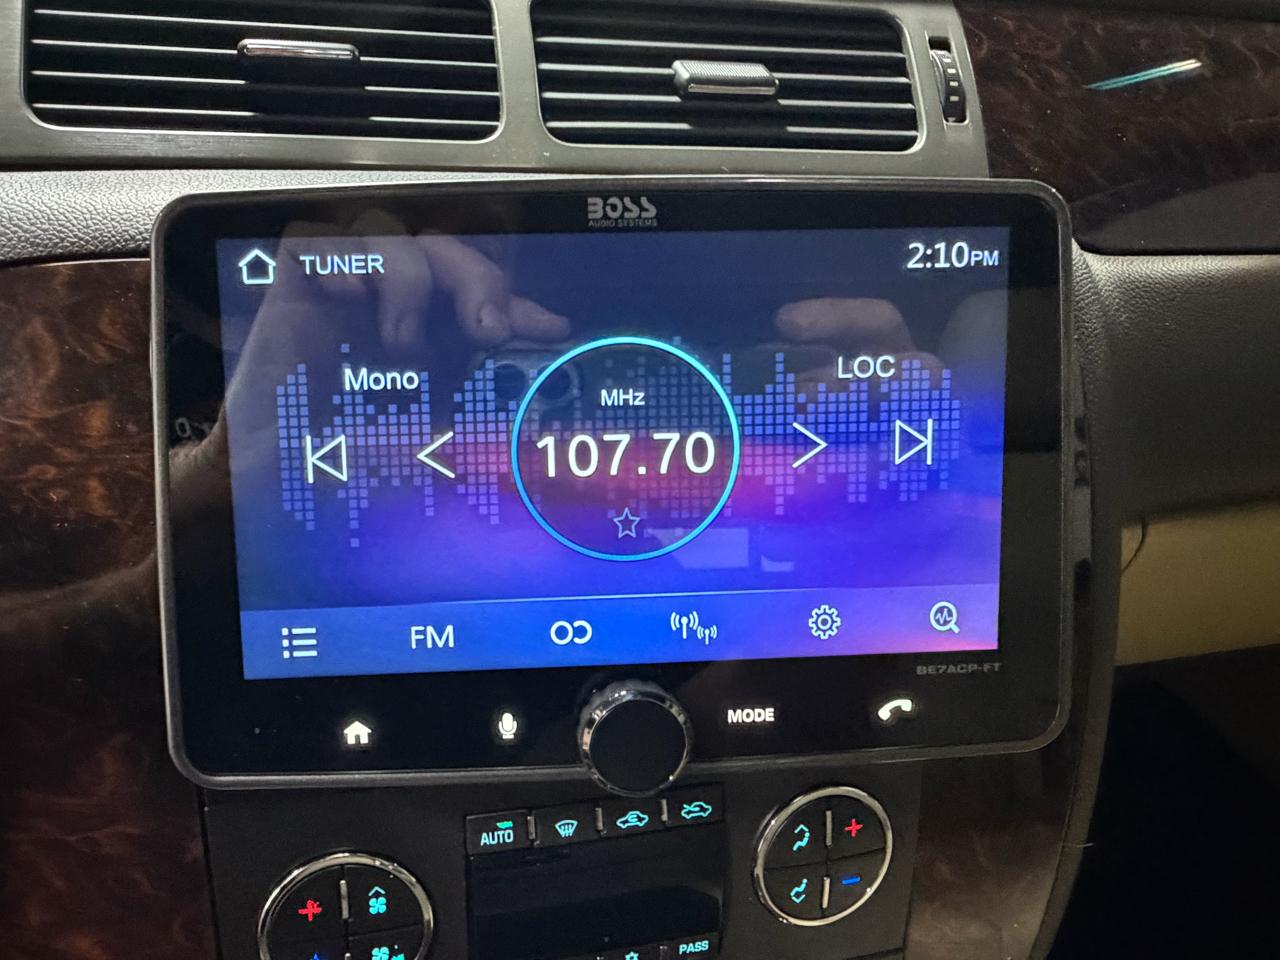 BOSS
AUDIO SYSTEMS
TUNER
2:10PM
Mono
LOC
MHz
107.70
FM
BE7ACP-FT
MODE
AUTO
PASS